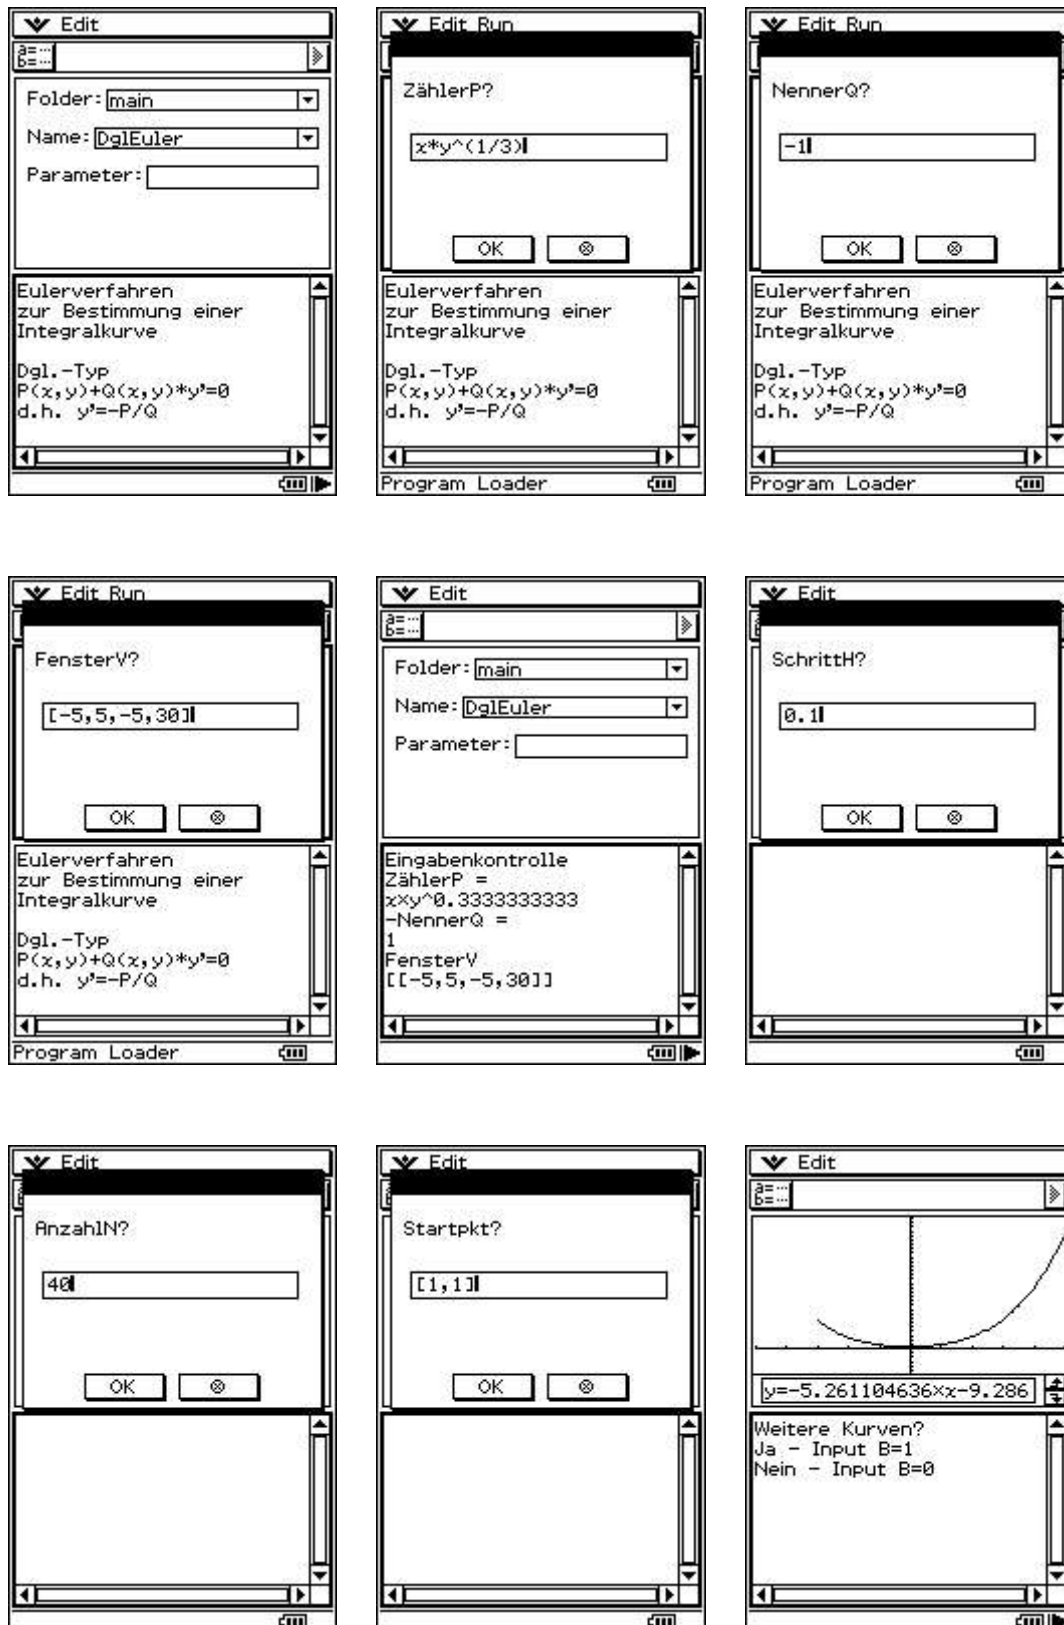 Edit
Folder: main
Name: DglEuler
Parameter:
Eulerverfahren
zur Bestimmung einer
Integralkurve
Dgl.-Typ
P(x,y)+Q(x,y)*y'=0
d.h. y'=-P/Q
Edit Run
ZählerP?
x*y^(1/3)
OK
Eulerverfahren
zur Bestimmung einer
Integralkurve
Dgl.-Typ
P(x,y)+Q(x,y)*y'=0
d.h. y'=-P/Q
Program Loader
Edit Run
NennerQ?
-1
OK
Eulerverfahren
zur Bestimmung einer
Integralkurve
Dgl.-Typ
P(x,y)+Q(x,y)*y'=0
d.h. y'=-P/Q
Program Loader
Edit Run
FensterV?
[-5,5,-5,30]
OK
Eulerverfahren
zur Bestimmung einer
Integralkurve
Dgl.-Typ
P(x,y)+Q(x,y)*y'=0
d.h. y'=-P/Q
Program Loader
Edit
Folder: main
Name: DglEuler
Parameter:
Eingabenkontrolle
ZählerP =
x×y^0.3333333333
-NennerQ =
1
FensterV
[[-5,5,-5,30]]
Edit
SchrittH?
0.1
OK
Edit
AnzahlN?
40
OK
Edit
Startpkt?
[1,1]
OK
Edit
y=-5.261104636×x-9.286
Weitere Kurven?
Ja - Input B=1
Nein - Input B=0